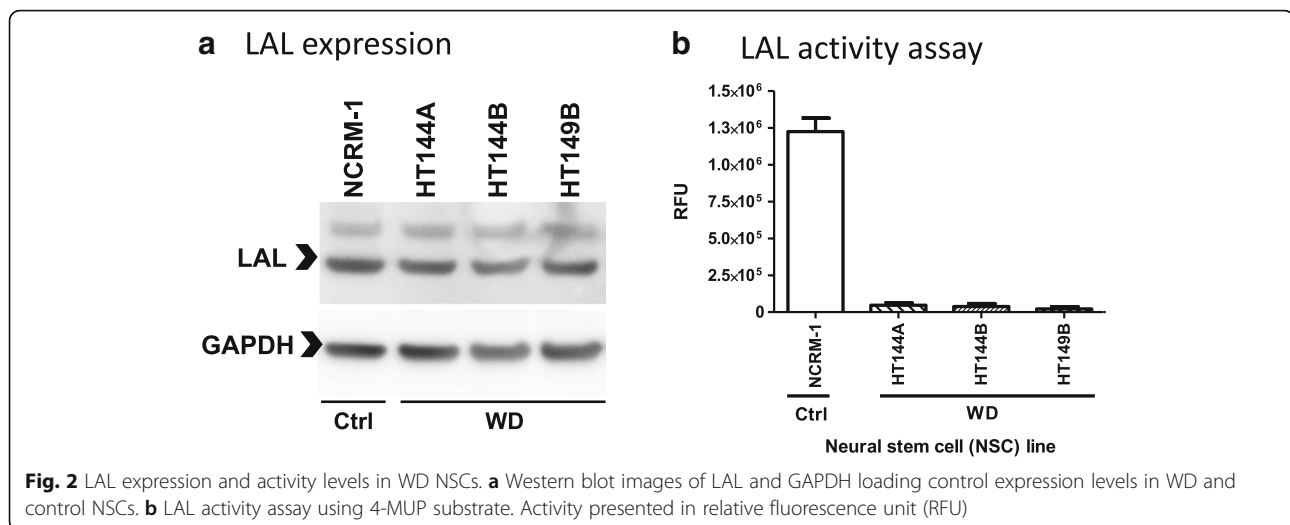 a LAL expression
NCRM-1
HT144A
HT144B
HT149B
LAL
GAPDH
Ctrl
WD
b LAL activity assay
1.5×10⁶
1.3×10⁶
1.0×10⁶
7.5×10⁵
5.0×10⁵
2.5×10⁵
0
RFU
NCRM-1
HT144A
HT144B
HT149B
Ctrl
WD
Neural stem cell (NSC) line
Fig. 2 LAL expression and activity levels in WD NSCs. a Western blot images of LAL and GAPDH loading control expression levels in WD and
control NSCs. b LAL activity assay using 4-MUP substrate. Activity presented in relative fluorescence unit (RFU)